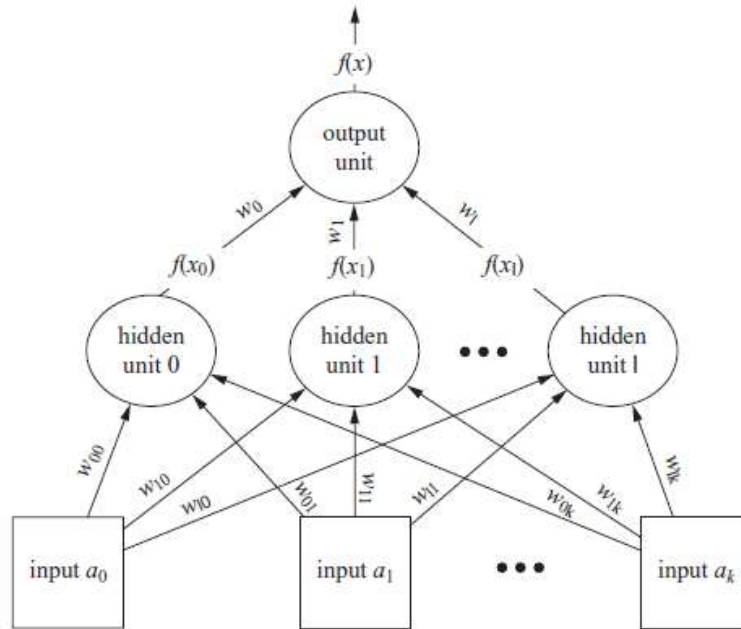 f(x)
output
unit
w0 w1 wl
f(x0) f(x1) f(xl)
hidden
unit 0
hidden
unit 1
•••
hidden
unit l
w00 w10 wl0 w01 w11 wl1 w0k w1k wlk
input a0
input a1
•••
input ak